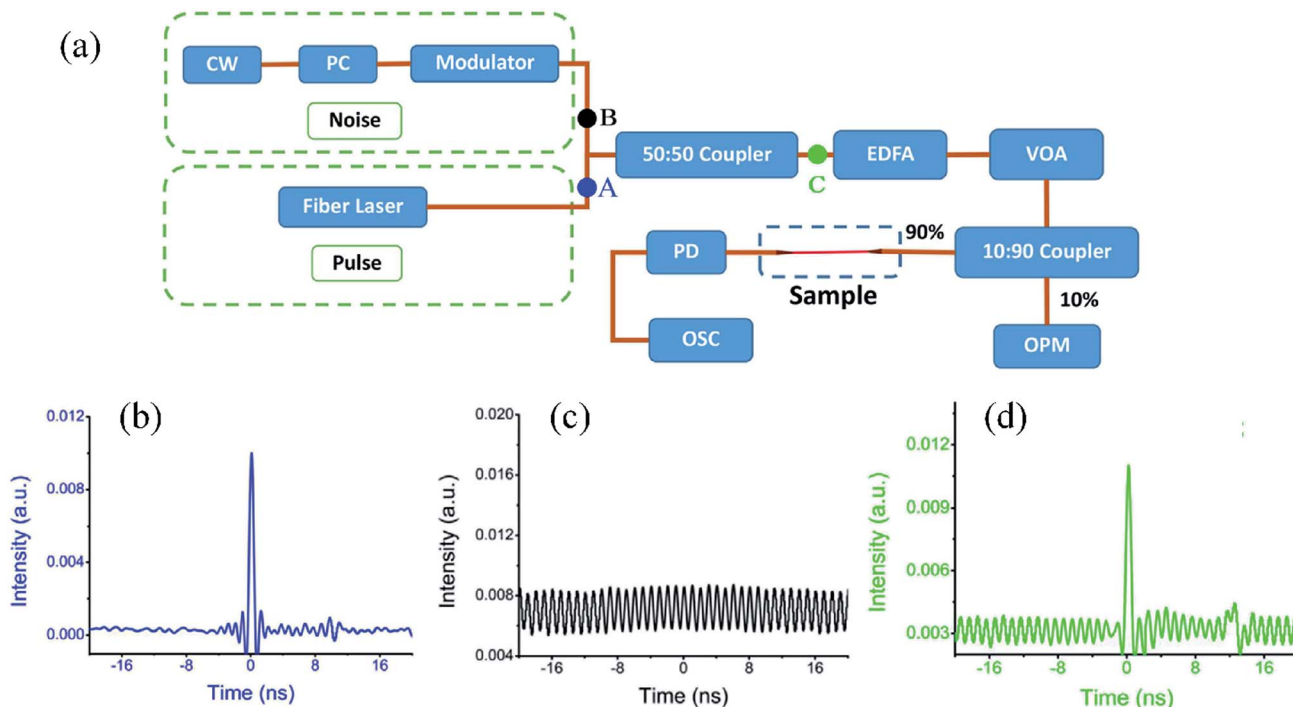 (a)
CW
PC
Modulator
Noise
B
50:50 Coupler
C
EDFA
VOA
A
Fiber Laser
Pulse
90%
PD
10:90 Coupler
Sample
10%
OSC
OPM
(b)
0.012
0.008
0.004
0.000
Intensity (a.u.)
-16 -8 0 8 16
Time (ns)
(c)
0.020
0.016
0.012
0.008
0.004
Intensity (a.u.)
-16 -8 0 8 16
Time (ns)
(d)
0.012
0.009
0.006
0.003
Intensity (a.u.)
-16 -8 0 8 16
Time (ns)